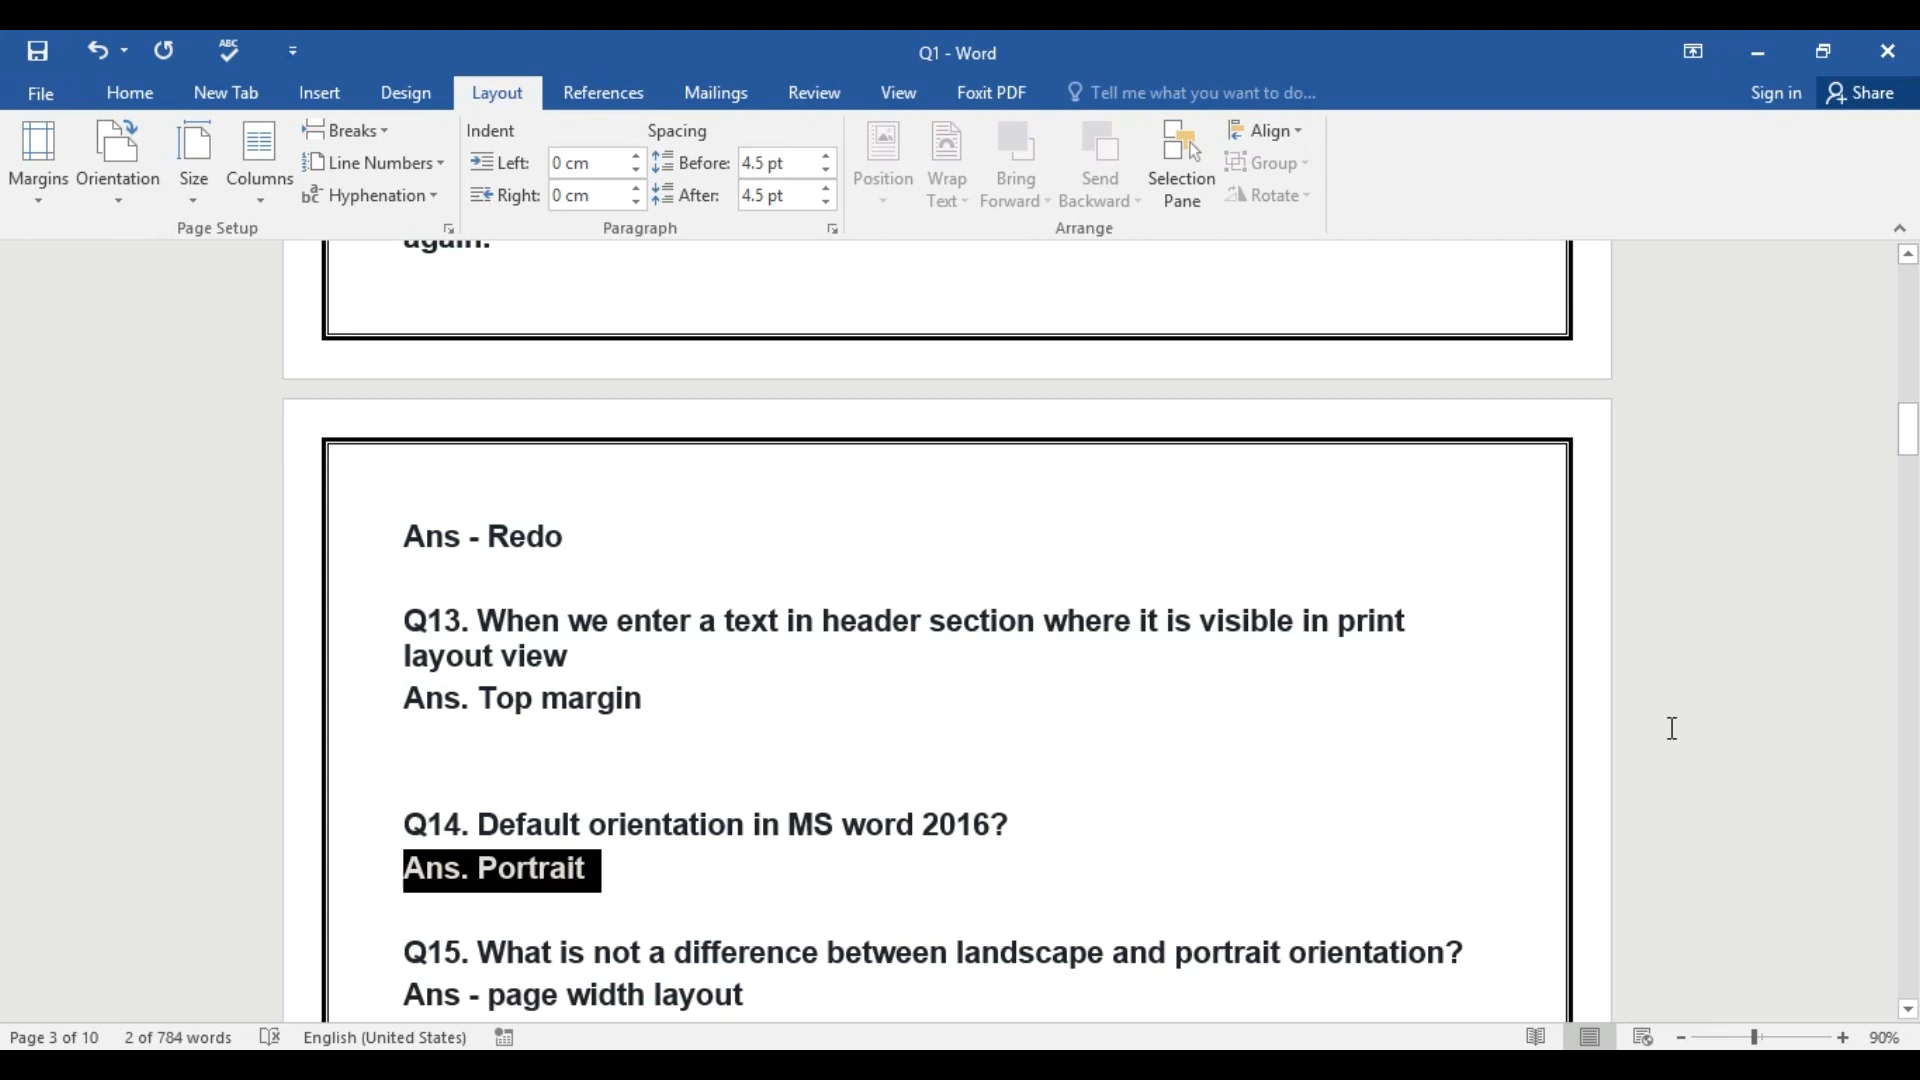 ABC
Q1 - Word
File Home New Tab Insert Design Layout References Mailings Review View Foxit PDF Tell me what you want to do... Sign in Share
Margins Orientation Size Columns
Breaks
Line Numbers
Hyphenation
Page Setup
Indent Spacing
Left: 0 cm Before: 4.5 pt
Right: 0 cm After: 4.5 pt
Paragraph
Position Wrap Text Bring Forward Send Backward Selection Pane
Align
Group
Rotate
Arrange
again.
Ans - Redo
Q13. When we enter a text in header section where it is visible in print
layout view
Ans. Top margin
Q14. Default orientation in MS word 2016?
Ans. Portrait
Q15. What is not a difference between landscape and portrait orientation?
Ans - page width layout
Page 3 of 10 2 of 784 words English (United States) 90%